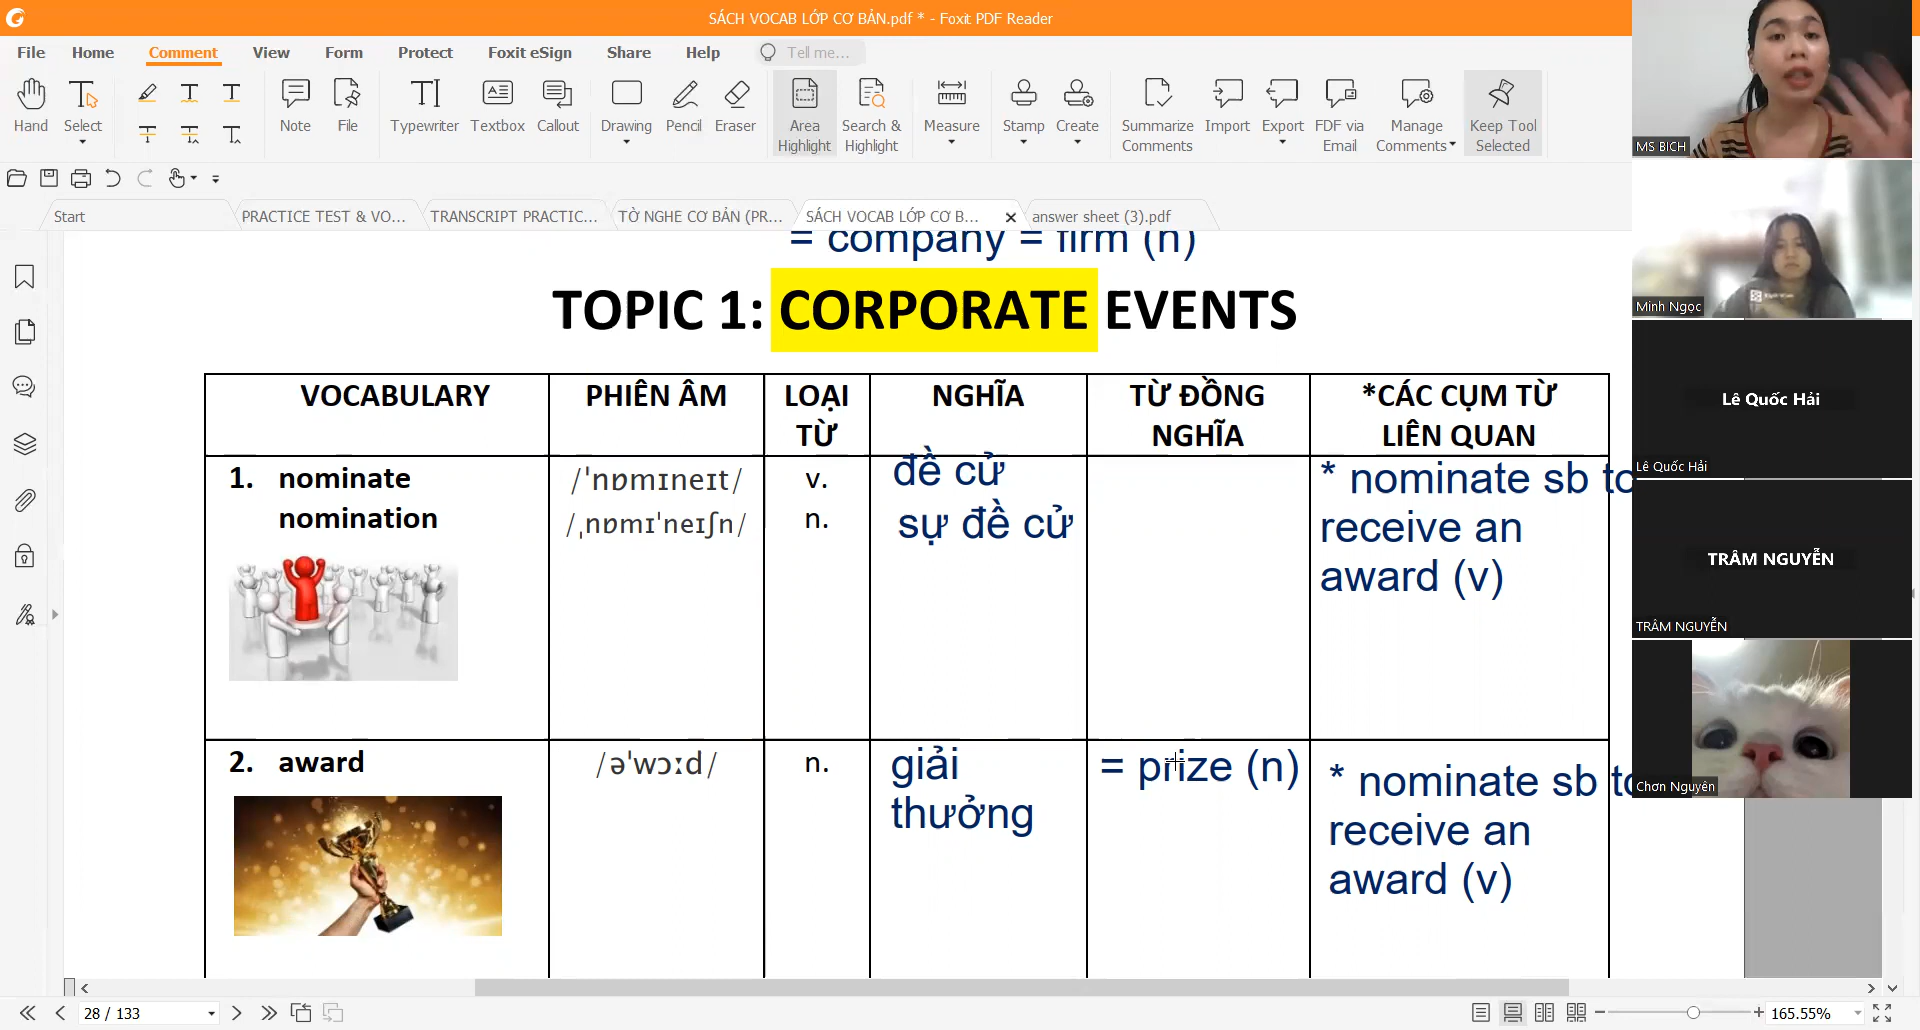 SÁCH VOCAB LỚP CƠ BẢN.pdf * - Foxit PDF Reader
File Home Comment View Form Protect Foxit eSign Share Help Tell me...
Hand Select Note File Typewriter Textbox Callout Drawing Pencil Eraser Area Highlight Search & Highlight Measure Stamp Create Summarize Comments Import Export FDF via Email Manage Comments Keep Tool Selected
Start PRACTICE TEST & VO... TRANSCRIPT PRACTIC... TỜ NGHE CƠ BẢN (PR... SÁCH VOCAB LỚP CƠ B... answer sheet (3).pdf
= company = firm (n)
TOPIC 1: CORPORATE EVENTS
VOCABULARY PHIÊN ÂM LOẠI TỪ NGHĨA TỪ ĐỒNG NGHĨA *CÁC CỤM TỪ LIÊN QUAN
1. nominate /ˈnɒmɪneɪt/ v. đề cử
nomination /ˌnɒmɪˈneɪʃn/ n. sự đề cử
* nominate sb to
receive an
award (v)
2. award /əˈwɔːd/ n. giải
thưởng
= prize (n)
* nominate sb to
receive an
award (v)
28 / 133
165.55%
MS BICH
Minh Ngọc
Lê Quốc Hải
Lê Quốc Hải
TRÂM NGUYỄN
TRÂM NGUYỄN
Chơn Nguyên